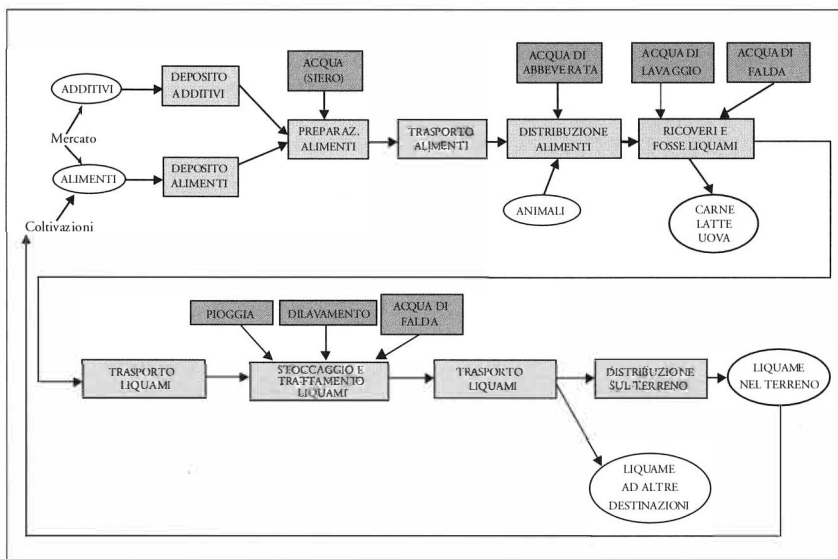 ADDITIVI
DEPOSITO
ADDITIVI
ACQUA
(SIERO)
ACQUA DI
ABBEVERATA
ACQUA DI
LAVAGGIO
ACQUA DI
FALDA
Mercato
PREPARAZ.
ALIMENTI
TRASPORTO
ALIMENTI
DISTRIBUZIONE
ALIMENTI
RICOVERI E
FOSSE LIQUAMI
ALIMENTI
DEPOSITO
ALIMENTI
ANIMALI
CARNE
LATTE
UOVA
Coltivazioni
PIOGGIA
DILAVAMENTO
ACQUA DI
FALDA
TRASPORTO
LIQUAMI
STOCCAGGIO E
TRATTAMENTO
LIQUAMI
TRASPORTO
LIQUAMI
DISTRIBUZIONE
SUL TERRENO
LIQUAME
NEL TERRENO
LIQUAME
AD ALTRE
DESTINAZIONI